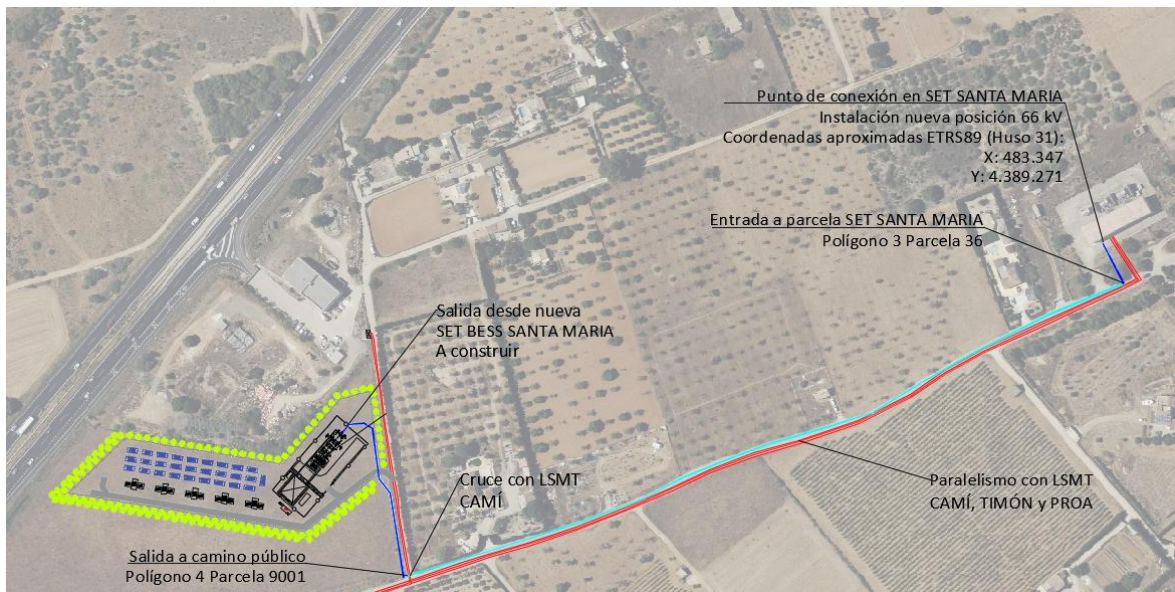 Punto de conexión en SET SANTA MARIA
Instalación nueva posición 66 kV
Coordenadas aproximadas ETRS89 (Huso 31):
X: 483.347
Y: 4.389.271
Entrada a parcela SET SANTA MARIA
Polígono 3 Parcela 36
Salida desde nueva
SET BESS SANTA MARIA
A construir
Cruce con LSMT
CAMÍ
Paralelismo con LSMT
CAMÍ, TIMÓN y PROA
Salida a camino público
Polígono 4 Parcela 9001